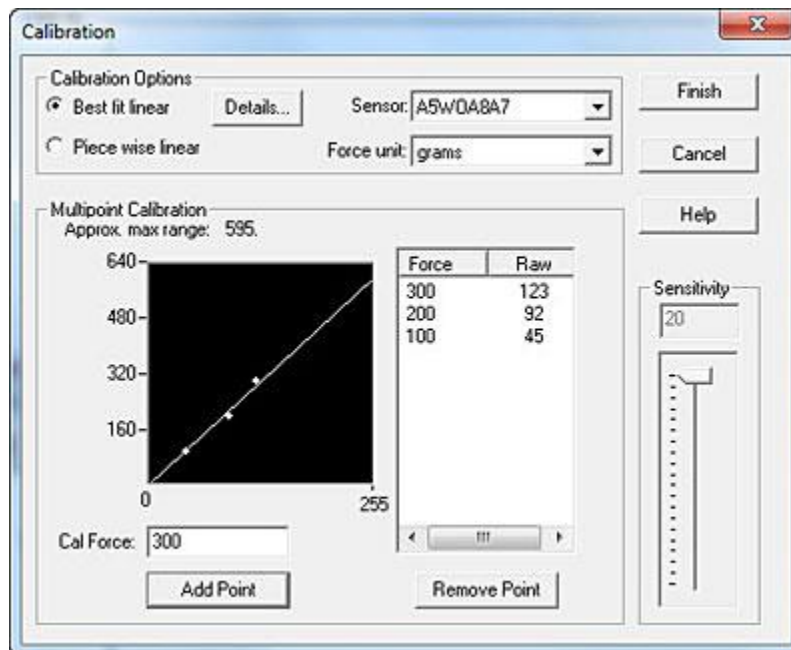 Calibration
Calibration Options
Best fit linear
Details...
Sensor: A5W0A8A7
Piece wise linear
Force unit: grams
Finish
Cancel
Help
Multipoint Calibration
Approx. max range: 595.
640
480
320
160
0
255
Force Raw
300 123
200 92
100 45
Cal Force: 300
Add Point
Remove Point
Sensitivity
20